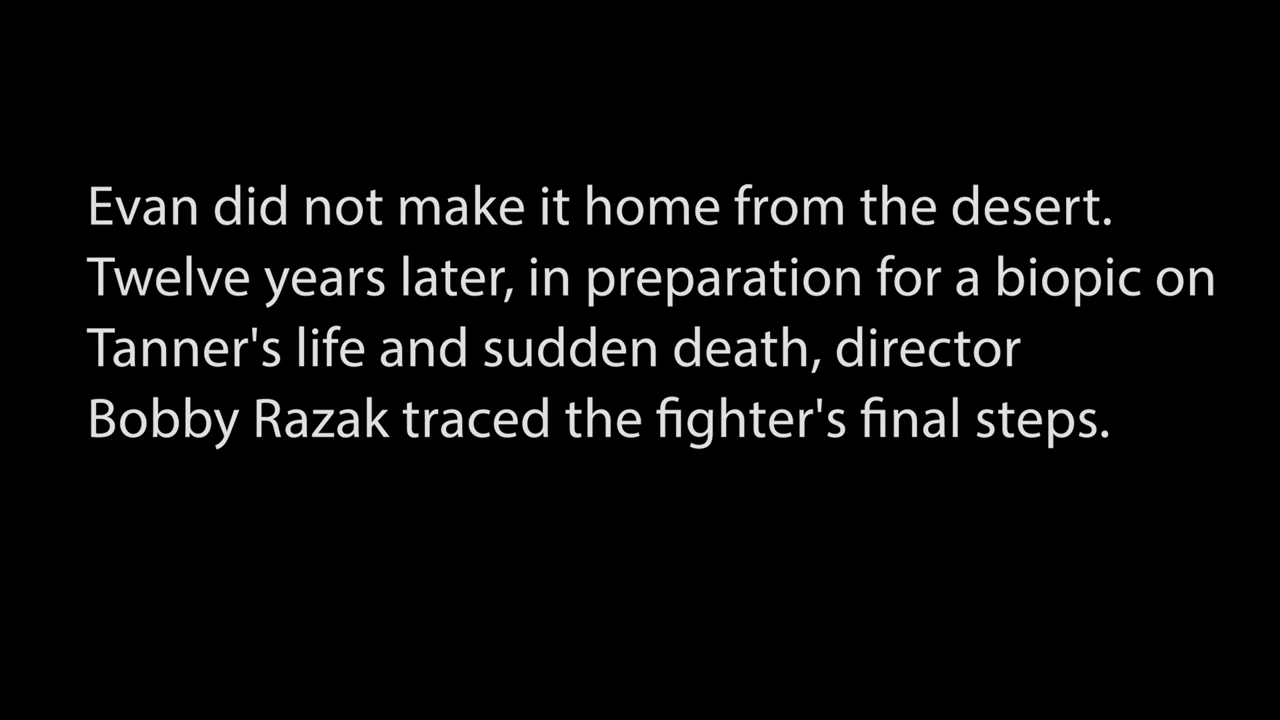 Evan did not make it home from the desert.
Twelve years later, in preparation for a biopic on
Tanner's life and sudden death, director
Bobby Razak traced the fighter's final steps.